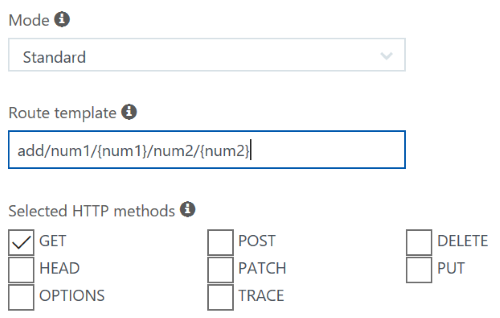 Mode
Standard
Route template
add/num1/{num1}/num2/{num2}
Selected HTTP methods
GET POST DELETE
HEAD PATCH PUT
OPTIONS TRACE